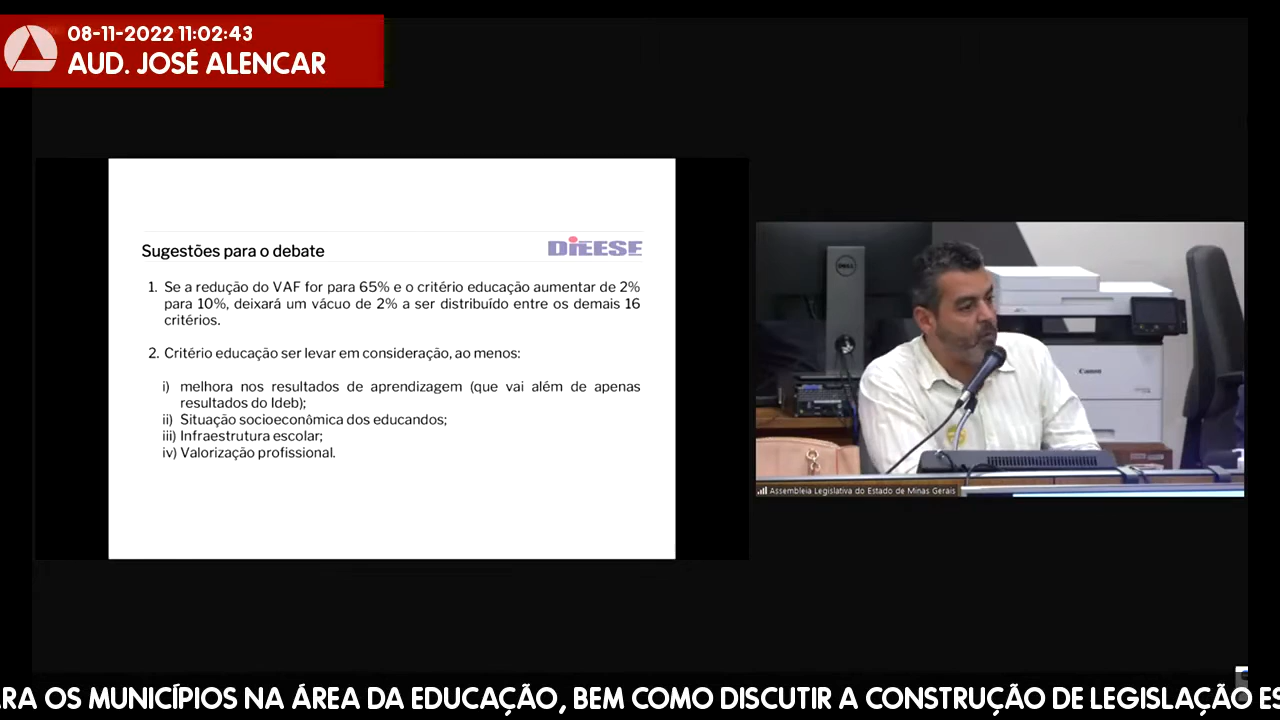 08-11-2022 11:02:43
AUD. JOSÉ ALENCAR
Sugestões para o debate
DIEESE
1. Se a redução do VAF for para 65% e o critério educação aumentar de 2%
para 10%, deixará um vácuo de 2% a ser distribuído entre os demais 16
critérios.
2. Critério educação ser levar em consideração, ao menos:
i) melhora nos resultados de aprendizagem (que vai além de apenas
resultados do Ideb);
ii) Situação socioeconômica dos educandos;
iii) Infraestrutura escolar;
iv) Valorização profissional.
DELL
Canon
Assembleia Legislativa do Estado de Minas Gerais
RA OS MUNICÍPIOS NA ÁREA DA EDUCAÇÃO, BEM COMO DISCUTIR A CONSTRUÇÃO DE LEGISLAÇÃO ES